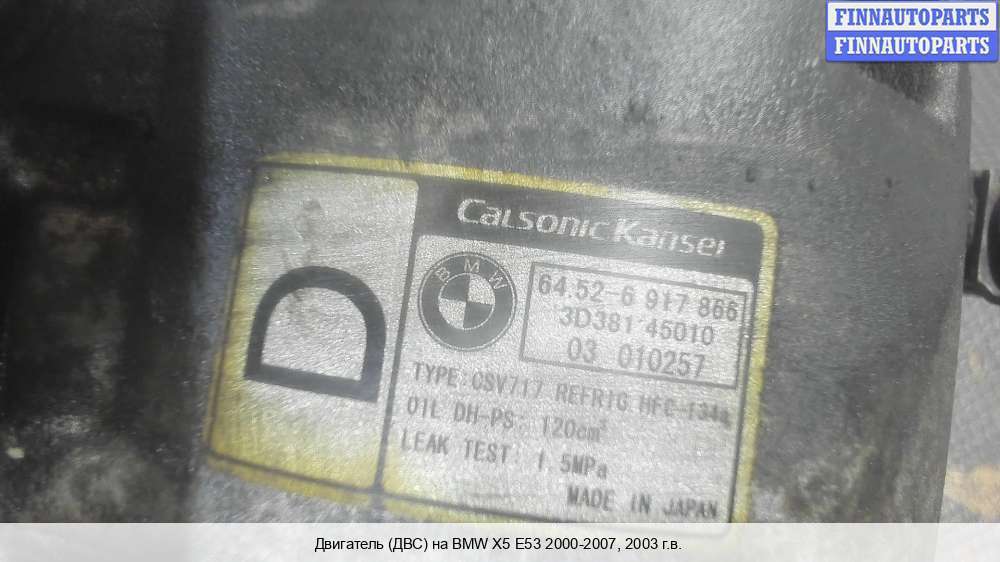 FINNAUTOPARTS
FINNAUTOPARTS
CALSONIC KANSEI
D
BMW
64.52-6 917 866
3D381 45010
03 010257
TYPE: CSV717 REFRIG HFC-134a
OIL DH-PS: 120cm³
LEAK TEST: 1.5MPa
MADE IN JAPAN
Двигатель (ДВС) на BMW X5 E53 2000-2007, 2003 г.в.